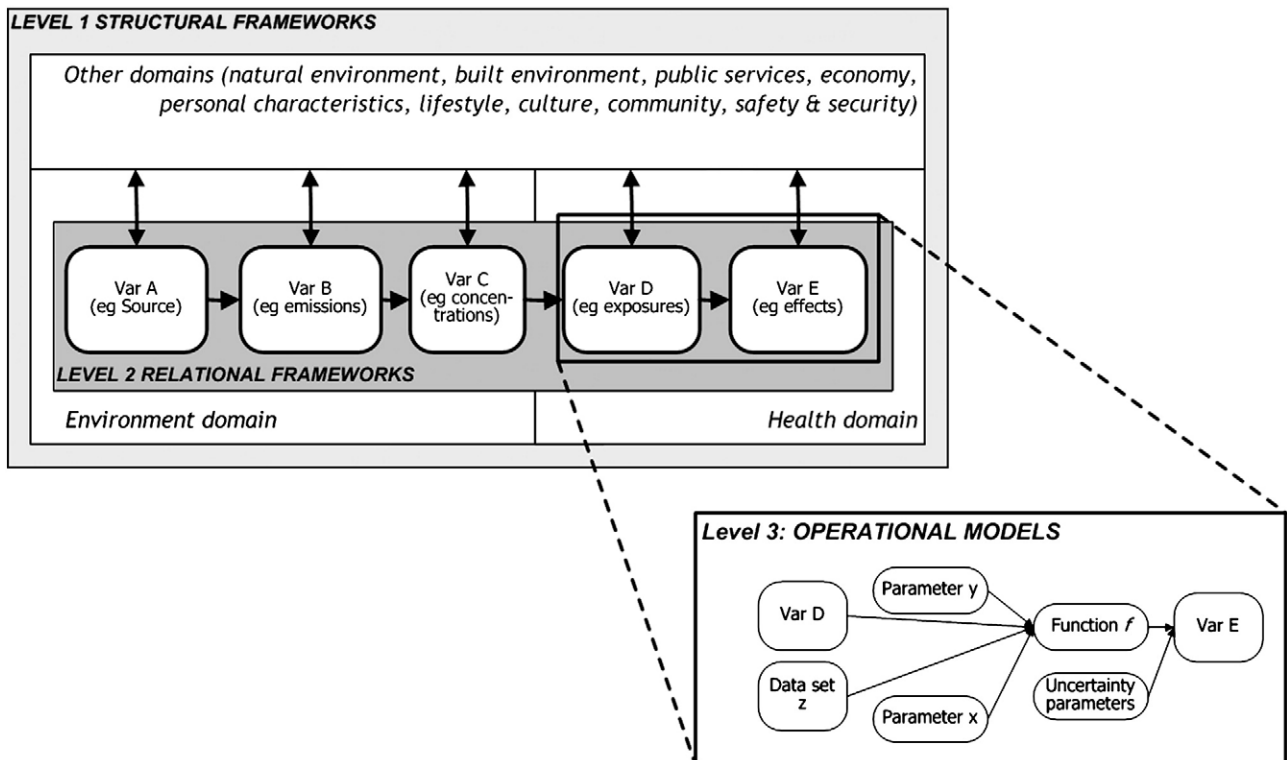 LEVEL 1 STRUCTURAL FRAMEWORKS
Other domains (natural environment, built environment, public services, economy,
personal characteristics, lifestyle, culture, community, safety & security)
Var A
(eg Source)
Var B
(eg emissions)
Var C
(eg concen-
trations)
Var D
(eg exposures)
Var E
(eg effects)
LEVEL 2 RELATIONAL FRAMEWORKS
Environment domain
Health domain
Level 3: OPERATIONAL MODELS
Var D
Parameter y
Function f
Var E
Data set
z
Parameter x
Uncertainty
parameters